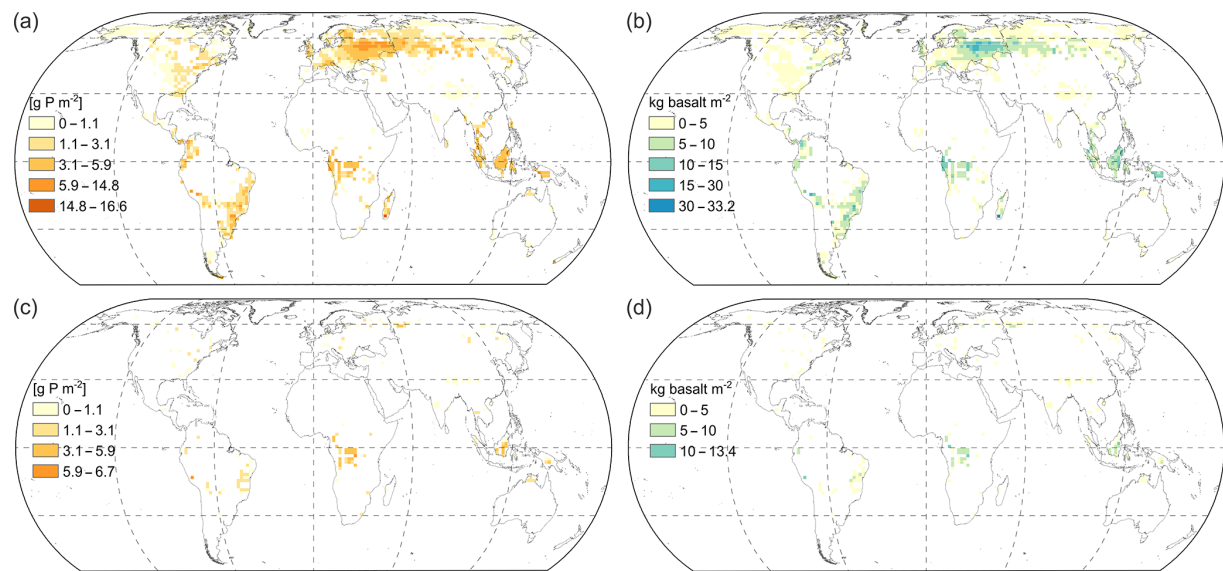 (a)
[g P m⁻²]
0 – 1.1
1.1 – 3.1
3.1 – 5.9
5.9 – 14.8
14.8 – 16.6
(b)
kg basalt m⁻²
0 – 5
5 – 10
10 – 15
15 – 30
30 – 33.2
(c)
[g P m⁻²]
0 – 1.1
1.1 – 3.1
3.1 – 5.9
5.9 – 6.7
(d)
kg basalt m⁻²
0 – 5
5 – 10
10 – 13.4